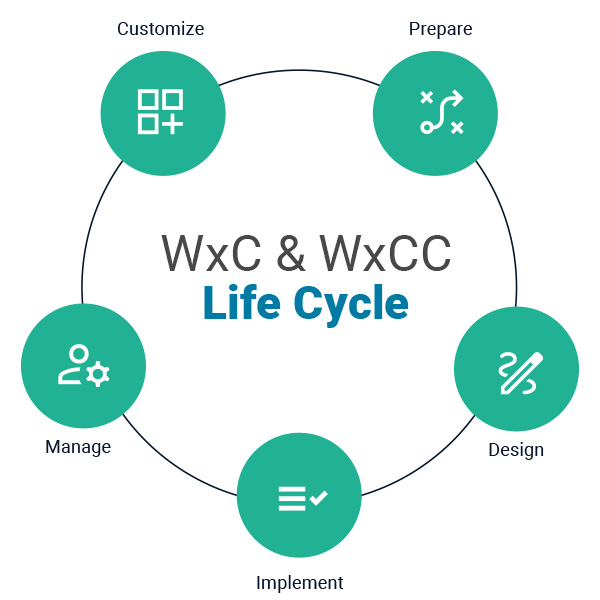 Customize
Prepare
WxC & WxCC
Life Cycle
Manage
Design
Implement